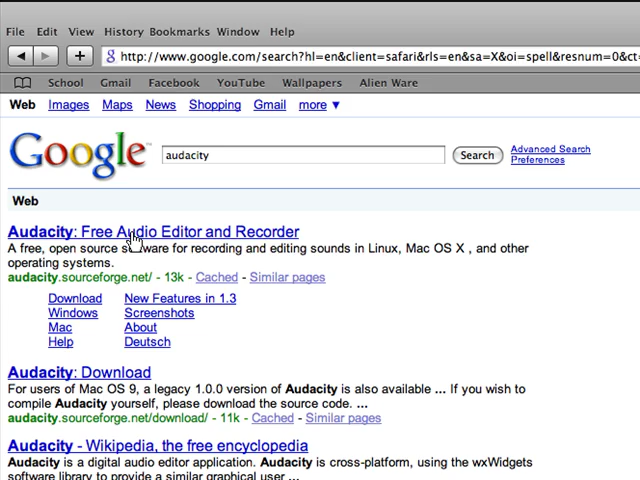 File Edit View History Bookmarks Window Help
http://www.google.com/search?hl=en&client=safari&rls=en&sa=X&oi=spell&resnum=0&ct=
School Gmail Facebook YouTube Wallpapers Alien Ware
Web Images Maps News Shopping Gmail more ▼
Google audacity Search Advanced Search
Preferences
Web
Audacity: Free Audio Editor and Recorder
A free, open source software for recording and editing sounds in Linux, Mac OS X , and other
operating systems.
audacity.sourceforge.net/ - 13k - Cached - Similar pages
Download New Features in 1.3
Windows Screenshots
Mac About
Help Deutsch
Audacity: Download
For users of Mac OS 9, a legacy 1.0.0 version of Audacity is also available ... If you wish to
compile Audacity yourself, please download the source code. ...
audacity.sourceforge.net/download/ - 11k - Cached - Similar pages
Audacity - Wikipedia, the free encyclopedia
Audacity is a digital audio editor application. Audacity is cross-platform, using the wxWidgets
software library to provide a similar graphical user ...